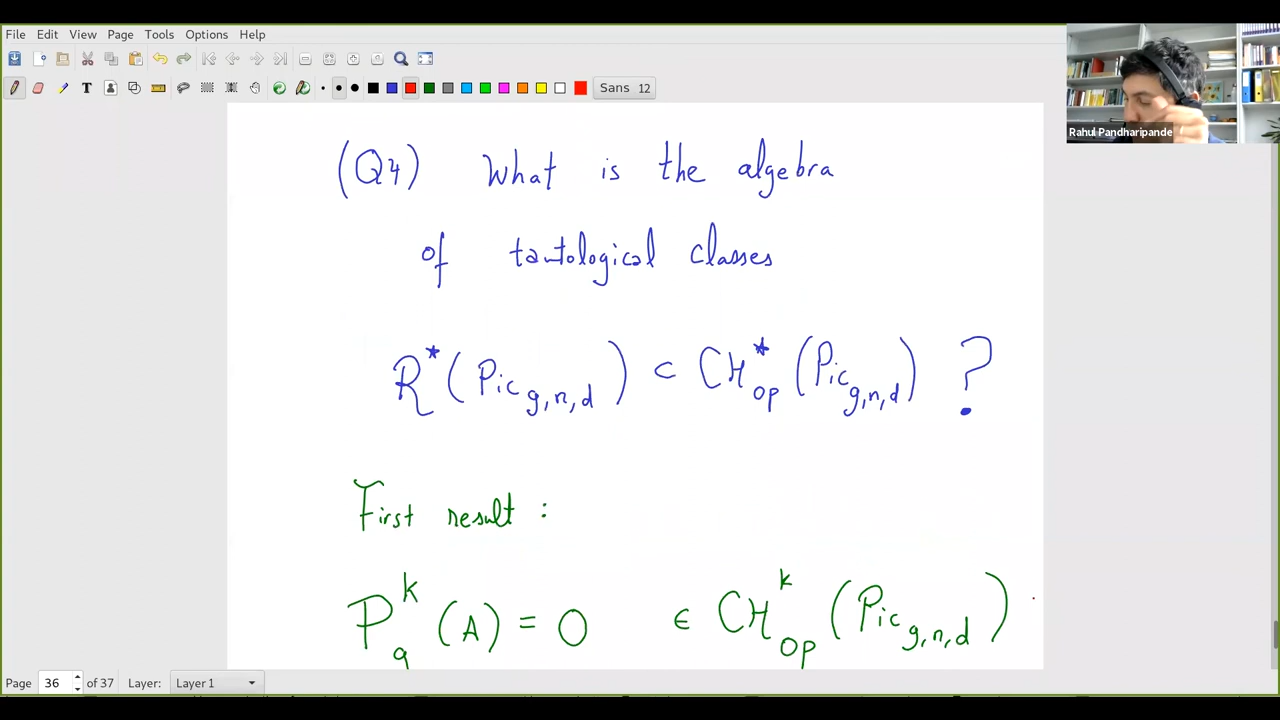 File Edit View Page Tools Options Help
T
Sans 12
Rahul Pandharipande
(Q4) What is the algebra
of tautological classes
R*(Pic_{g,n,d}) ⊂ CH*_{op}(Pic_{g,n,d}) ?
First result :
P_g^k(A) = 0 ∈ CH^k_{op}(Pic_{g,n,d})
Page 36 of 37 Layer: Layer 1